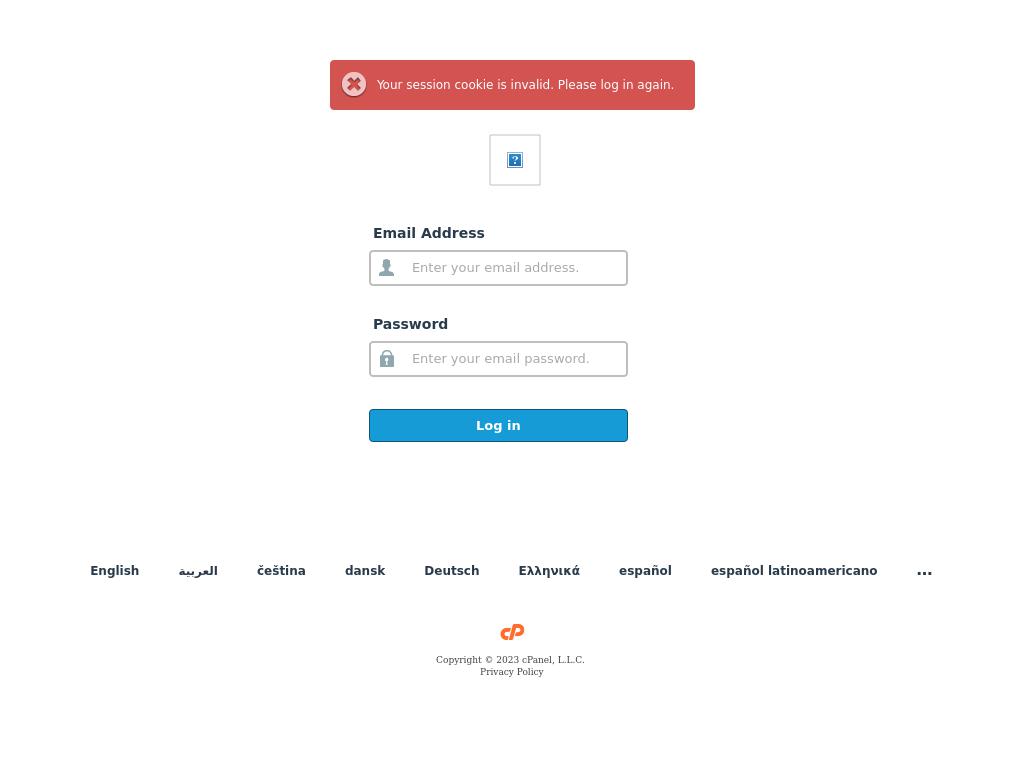 Your session cookie is invalid. Please log in again.
Email Address
Enter your email address.
Password
Enter your email password.
Log in
English العربية čeština dansk Deutsch Ελληνικά español español latinoamericano ...
cP
Copyright © 2023 cPanel, L.L.C.
Privacy Policy